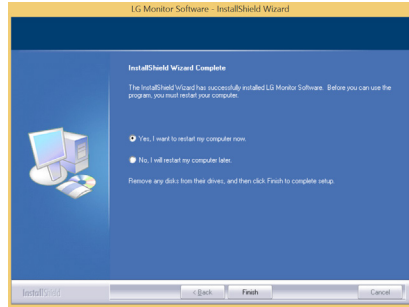 LG Monitor Software - InstallShield Wizard
InstallShield Wizard Complete
The InstallShield Wizard has successfully installed LG Monitor Software. Before you can use the
program, you must restart your computer.
Yes, I want to restart my computer now.
No, I will restart my computer later.
Remove any disks from their drives, and then click Finish to complete setup.
InstallShield
< Back
Finish
Cancel